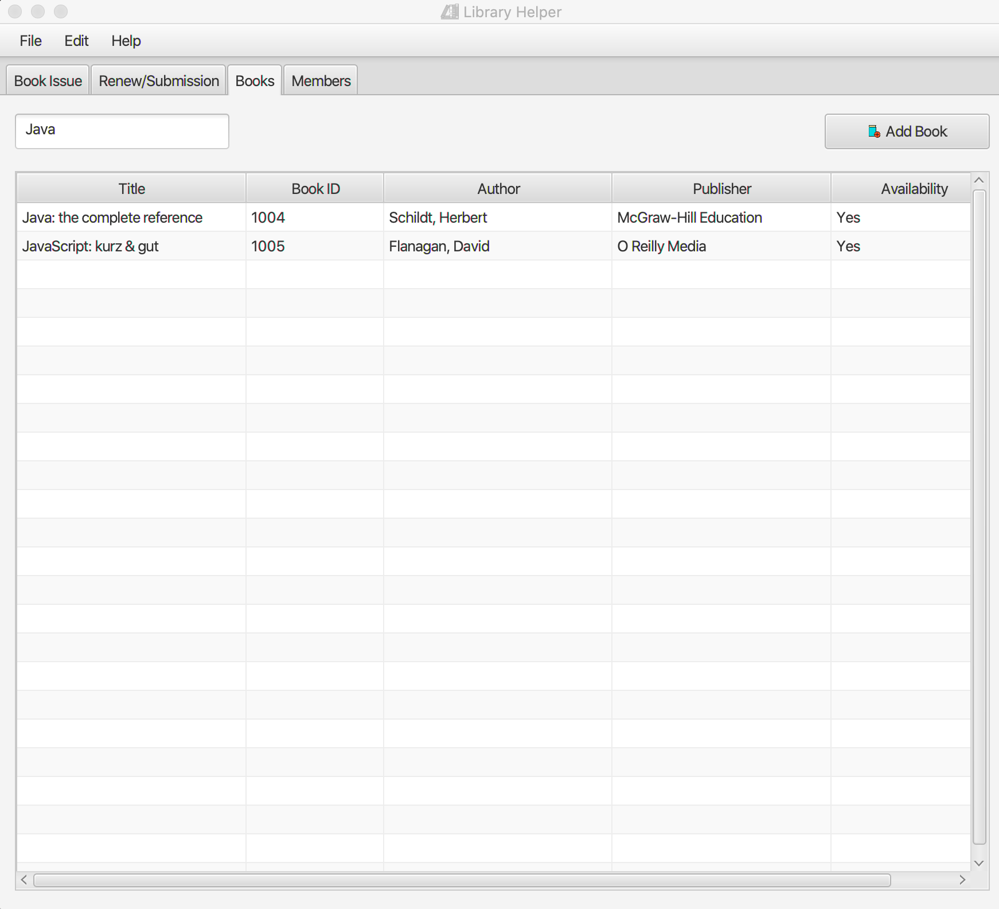 Library Helper
File Edit Help
Book Issue Renew/Submission Books Members
Java Add Book
Title Book ID Author Publisher Availability
Java: the complete reference 1004 Schildt, Herbert McGraw-Hill Education Yes
JavaScript: kurz & gut 1005 Flanagan, David O Reilly Media Yes